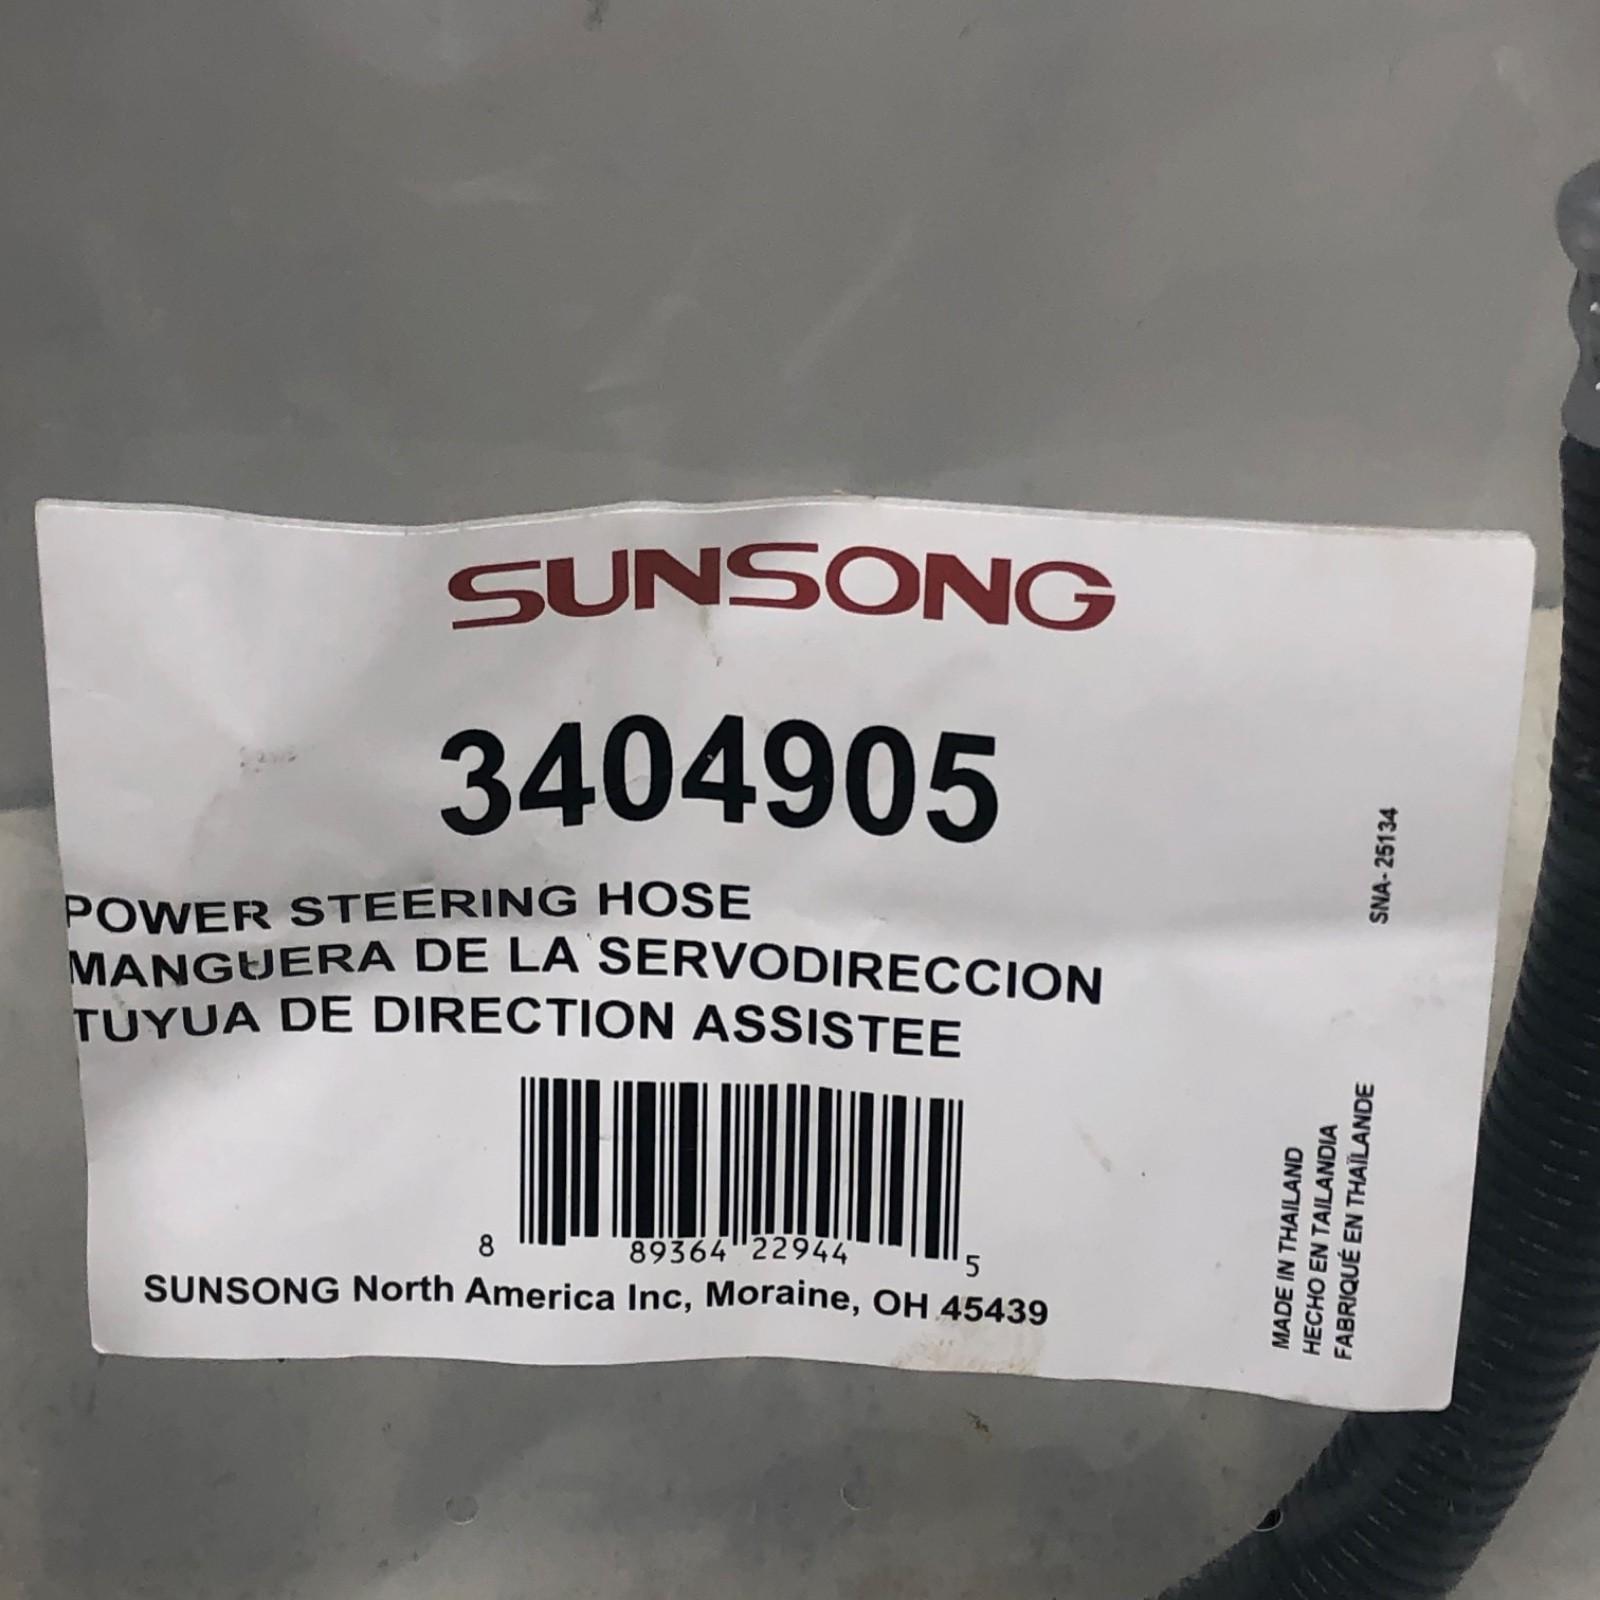 SUNSONG
3404905
POWER STEERING HOSE
MANGUERA DE LA SERVODIRECCION
TUYUA DE DIRECTION ASSISTEE
8 89364 22944 5
SUNSONG North America Inc, Moraine, OH 45439
SNA- 25134
MADE IN THAILAND
HECHO EN TAILANDIA
FABRIQUÉ EN THAÏLANDE